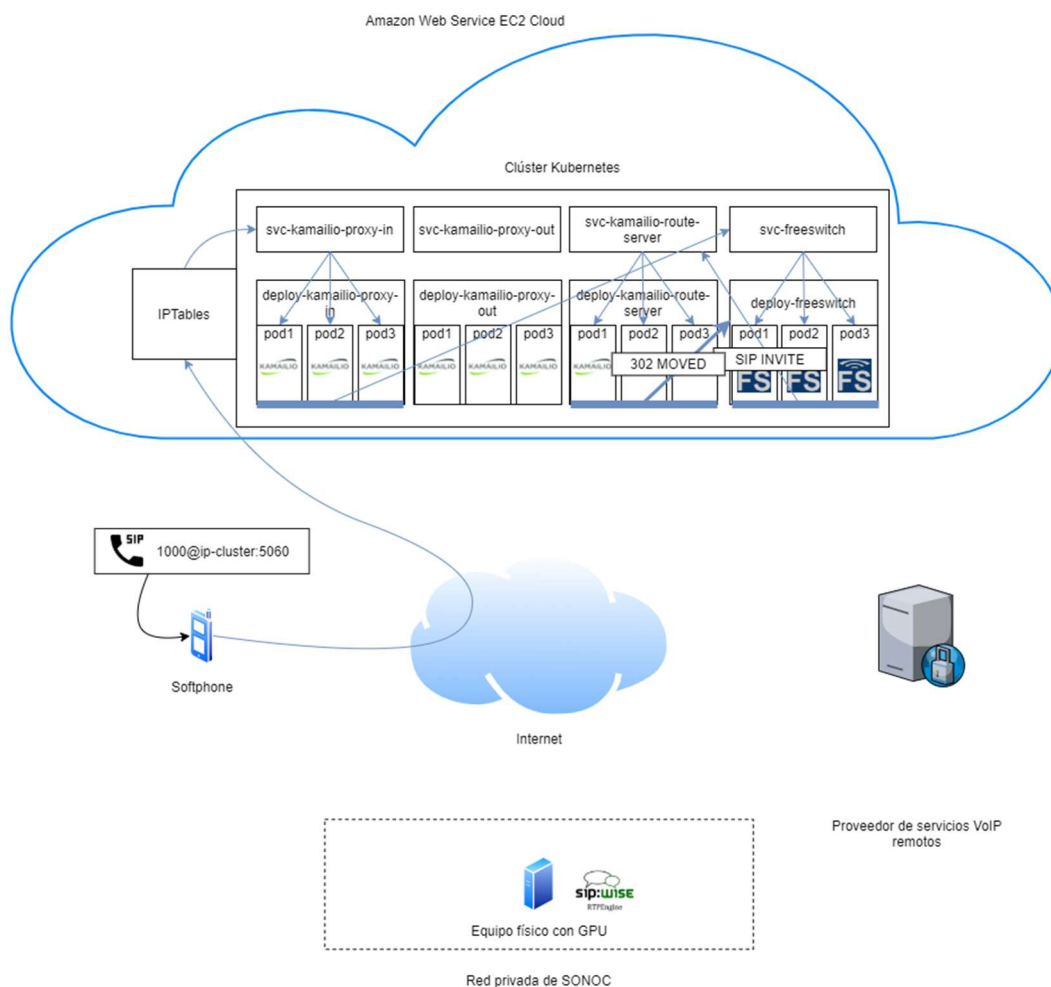 Amazon Web Service EC2 Cloud
Clúster Kubernetes
svc-kamailio-proxy-in
svc-kamailio-proxy-out
svc-kamailio-route-
server
svc-freeswitch
IPTables
deploy-kamailio-proxy-
in
pod1
pod2
pod3
KAMAILIO
KAMAILIO
KAMAILIO
deploy-kamailio-proxy-
out
pod1
pod2
pod3
KAMAILIO
KAMAILIO
KAMAILIO
deploy-kamailio-route-
server
pod1
pod2
pod3
KAMAILIO
302 MOVED
deploy-freeswitch
pod1
pod2
pod3
SIP INVITE
FS
FS
FS
SIP
1000@ip-cluster:5060
Softphone
Internet
Proveedor de servicios VoIP
remotos
sip:wise
RTPEngine
Equipo físico con GPU
Red privada de SONOC